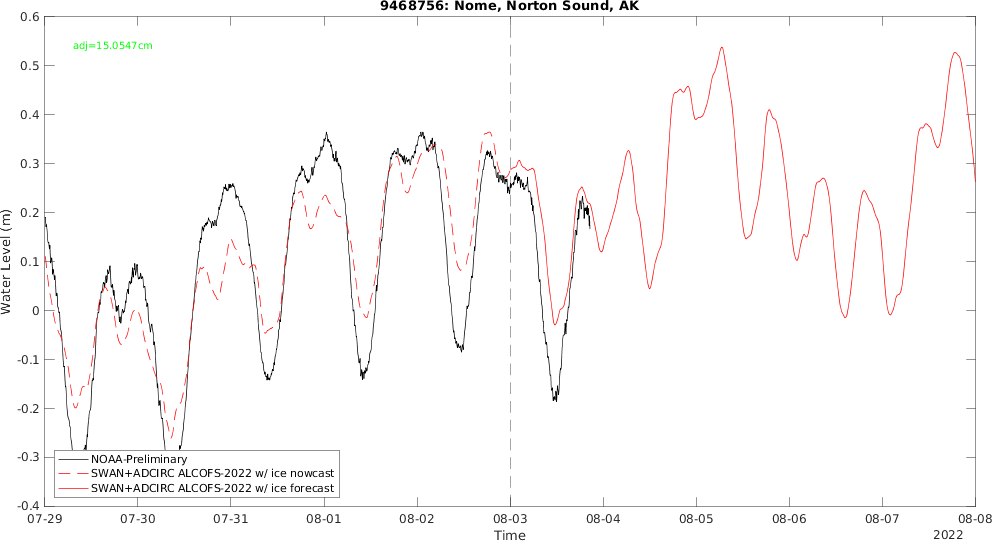 9468756: Nome, Norton Sound, AK
adj=15.0547cm
Water Level (m)
0.6
0.5
0.4
0.3
0.2
0.1
0
-0.1
-0.2
-0.3
-0.4
NOAA-Preliminary
SWAN+ADCIRC ALCOFS-2022 w/ ice nowcast
SWAN+ADCIRC ALCOFS-2022 w/ ice forecast
07-29 07-30 07-31 08-01 08-02 08-03 08-04 08-05 08-06 08-07 08-08
Time
2022